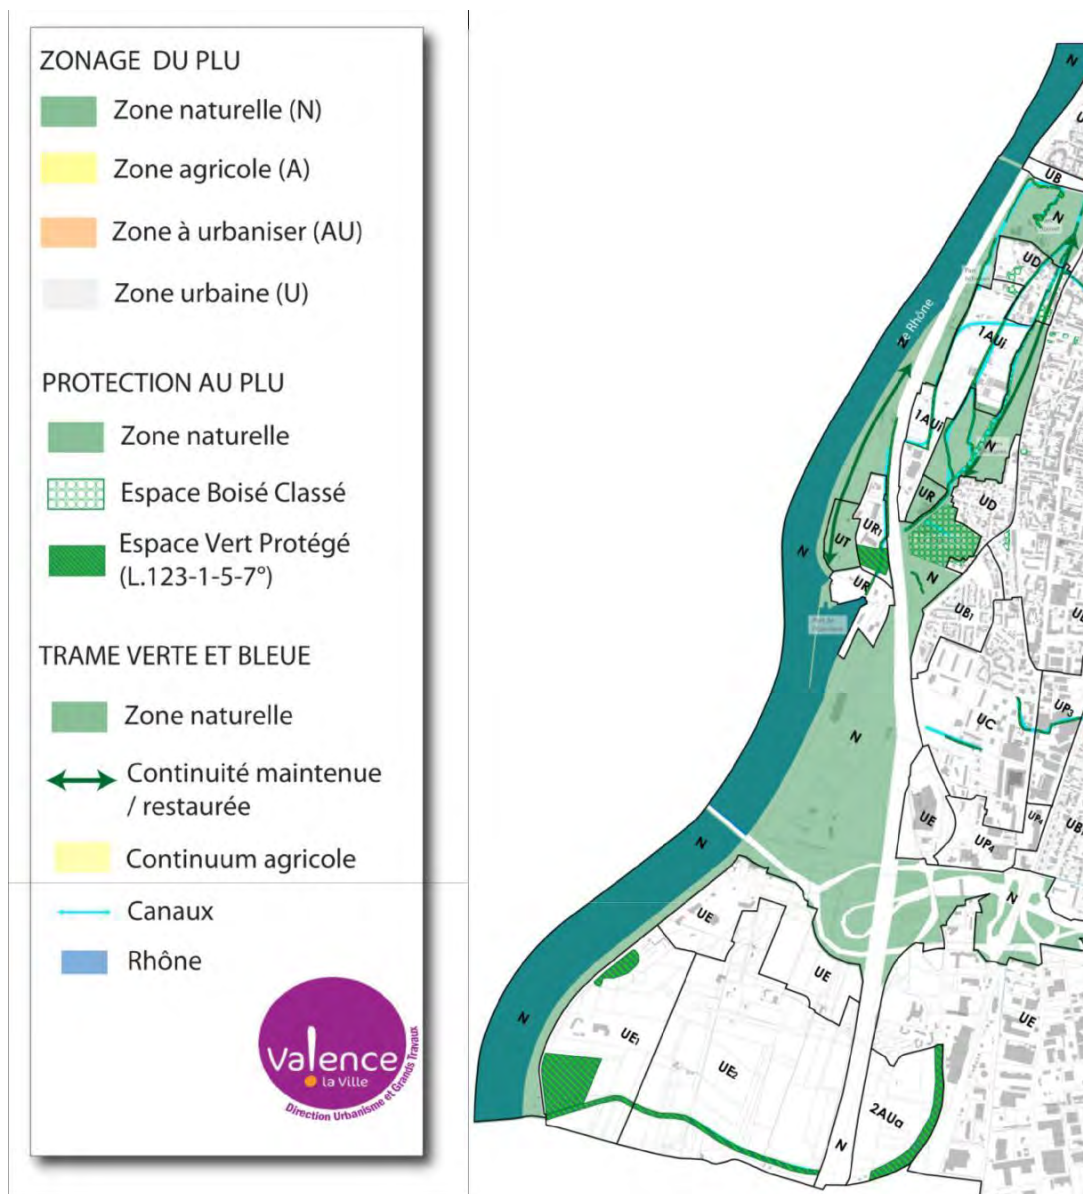 ZONAGE DU PLU
Zone naturelle (N)
Zone agricole (A)
Zone à urbaniser (AU)
Zone urbaine (U)
PROTECTION AU PLU
Zone naturelle
Espace Boisé Classé
Espace Vert Protégé
(L.123-1-5-7°)
TRAME VERTE ET BLEUE
Zone naturelle
Continuité maintenue
/ restaurée
Continuum agricole
Canaux
Rhône
Valence
la Ville
Direction Urbanisme et Grands Travaux
N
UB
N
UD
Le Rhône
N
1AUi
1AUi
N
UR
UD
UR1
UT
N
UR
N
UB1
UC
UP3
N
UE
UP4
UP4
UB1
N
N
UE
UE
UE
N
UE1
UE2
2AUa
N